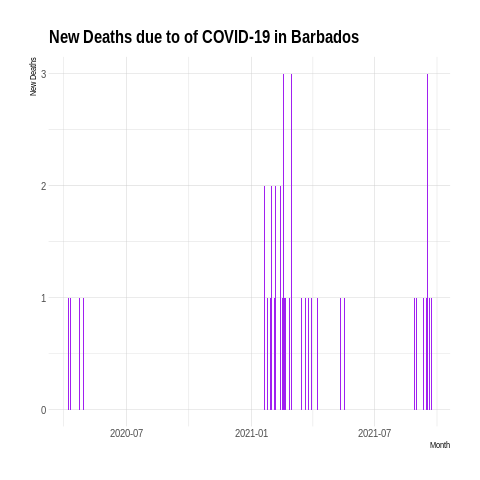 New Deaths due to of COVID-19 in Barbados
New Deaths
3
2
1
0
2020-07
2021-01
2021-07
Month